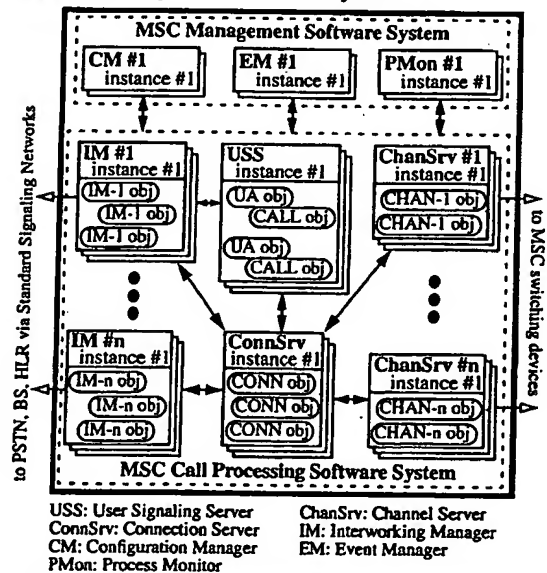 MSC Management Software System
CM #1
instance #1
EM #1
instance #1
PMon #1
instance #1
IM #1
instance #1
IM-1 obj
IM-1 obj
IM-1 obj
USS
instance #1
UA obj
CALL obj
UA obj
CALL obj
ChanSrv #1
instance #1
CHAN-1 obj
CHAN-1 obj
to PSTN, BS, HLR via Standard Signaling Networks
to MSC switching devices
IM #n
instance #1
IM-n obj
IM-n obj
IM-n obj
ConnSrv
instance #1
CONN obj
CONN obj
CONN obj
ChanSrv #n
instance #1
CHAN-n obj
CHAN-n obj
MSC Call Processing Software System
USS: User Signaling Server
ChanSrv: Channel Server
ConnSrv: Connection Server
IM: Interworking Manager
CM: Configuration Manager
EM: Event Manager
PMon: Process Monitor